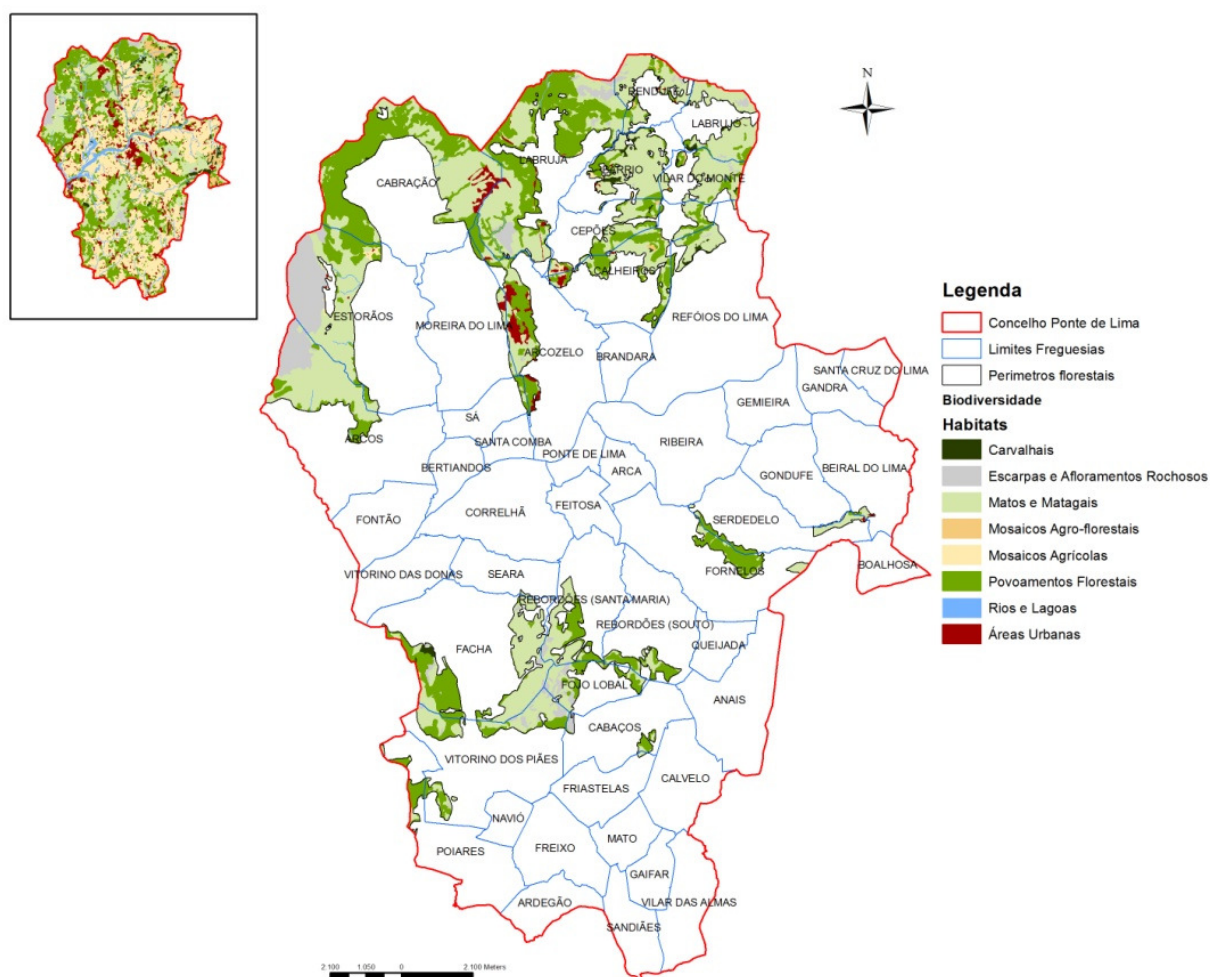 N
BENDUFE
LABRUJO
LABRUJA
BÁRRIO
VILAR DO MONTE
CABRAÇÃO
CEPÕES
CALHEIROS
ESTORÃOS
MOREIRA DO LIMA
REFÓIOS DO LIMA
ARCOZELO
BRANDARA
SANTA CRUZ DO LIMA
GANDRA
GEMIEIRA
SÁ
ARCOS
SANTA COMBA
RIBEIRA
PONTE DE LIMA
BERTIANDOS
ARCA
GONDUFE
BEIRAL DO LIMA
FEITOSA
CORRELHÃ
FONTÃO
SERDEDELO
BOALHOSA
FORNELOS
VITORINO DAS DONAS
SEARA
REBORDÕES (SANTA MARIA)
REBORDÕES (SOUTO)
QUEIJADA
FACHA
FOJO LOBAL
ANAIS
CABAÇOS
VITORINO DOS PIÃES
CALVELO
FRIASTELAS
NAVIÓ
MATO
POIARES
FREIXO
GAIFAR
ARDEGÃO
VILAR DAS ALMAS
SANDIÃES
Legenda
Concelho Ponte de Lima
Limites Freguesias
Perimetros florestais
Biodiversidade
Habitats
Carvalhais
Escarpas e Afloramentos Rochosos
Matos e Matagais
Mosaicos Agro-florestais
Mosaicos Agrícolas
Povoamentos Florestais
Rios e Lagoas
Áreas Urbanas
2.100 1.050 0 2.100 Meters